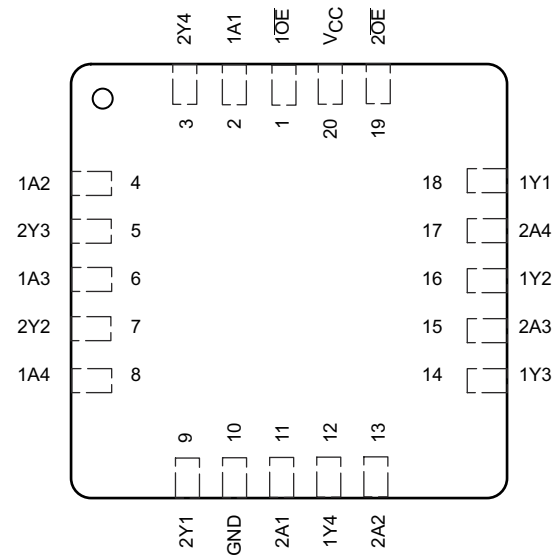 2Y4 1A1 1O̅E̅ VCC 2O̅E̅
3 2 1 20 19
1A2 4 18 1Y1
2Y3 5 17 2A4
1A3 6 16 1Y2
2Y2 7 15 2A3
1A4 8 14 1Y3
9 10 11 12 13
2Y1 GND 2A1 1Y4 2A2